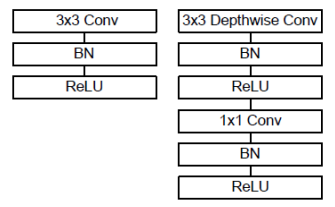 3x3 Conv
BN
ReLU
3x3 Depthwise Conv
BN
ReLU
1x1 Conv
BN
ReLU